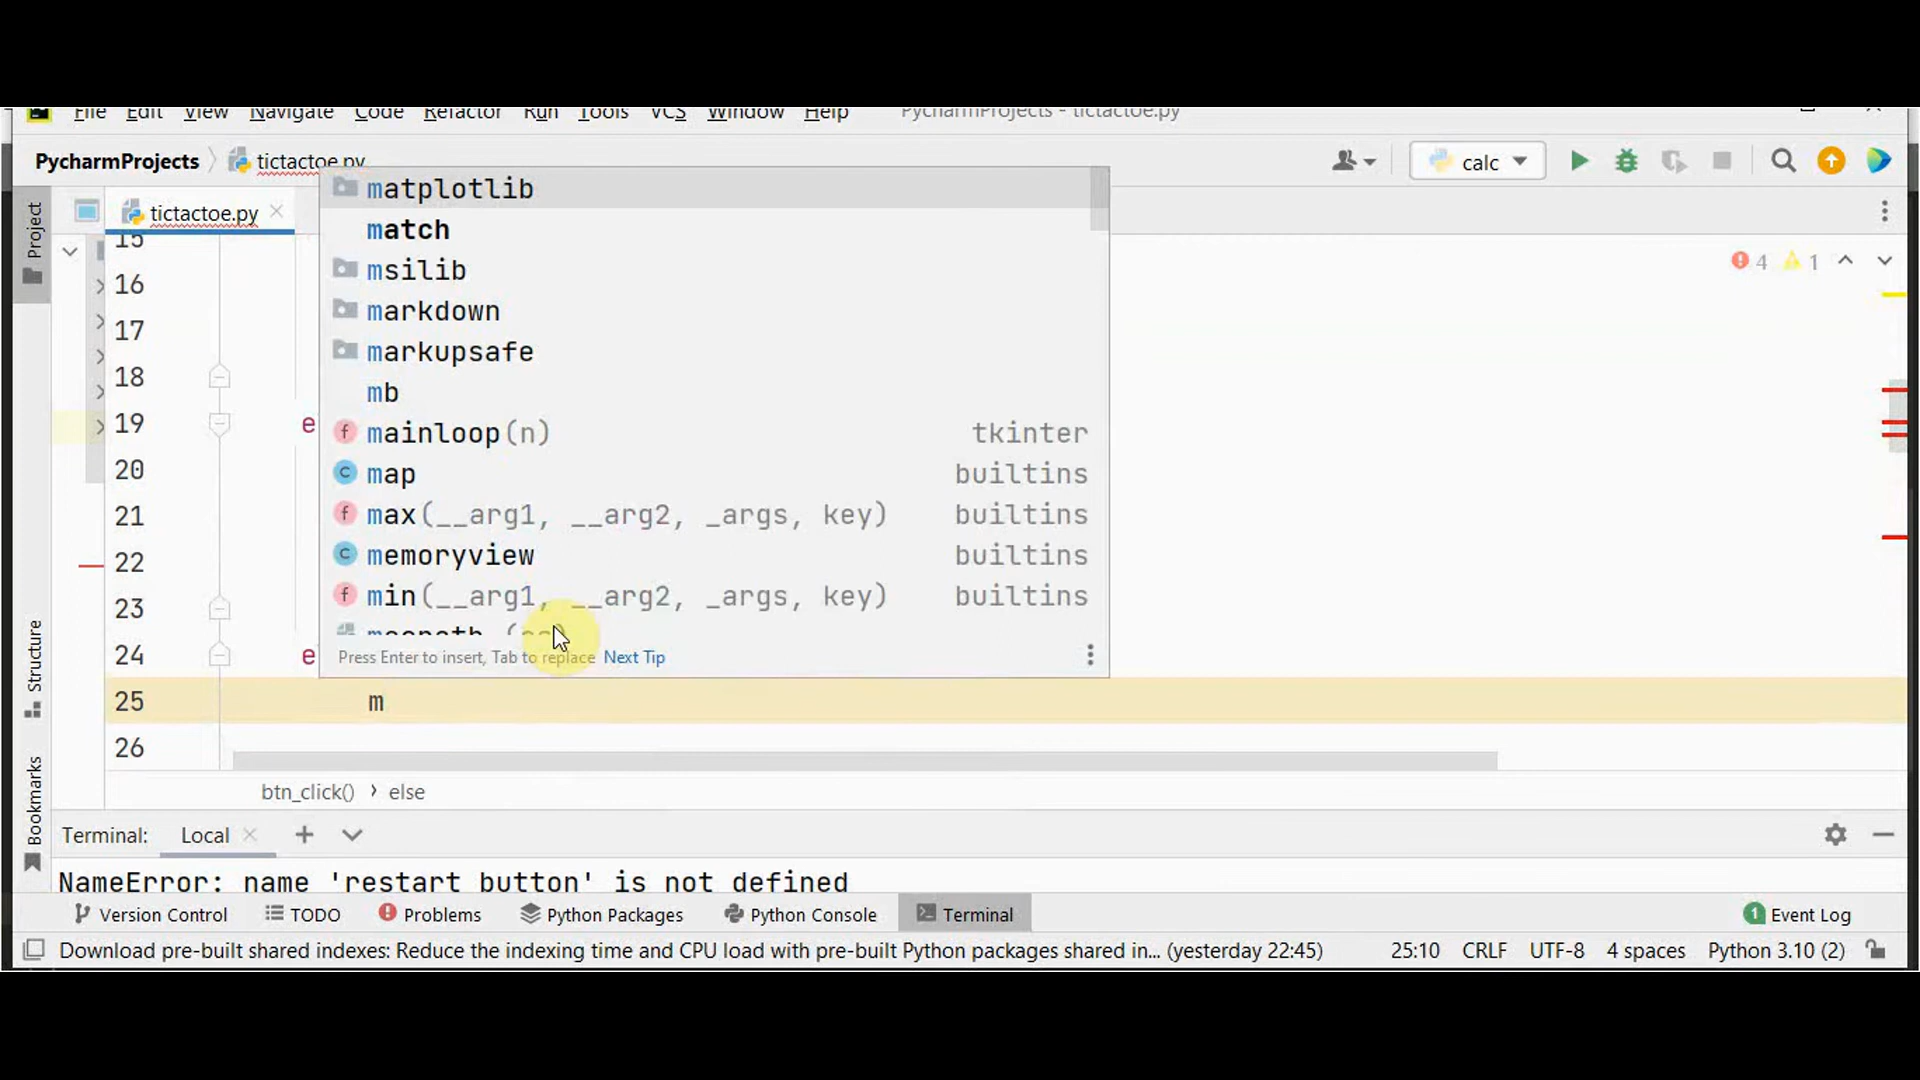 File Edit View Navigate Code Refactor Run Tools VCS Window Help PycharmProjects - tictactoe.py
PycharmProjects tictactoe.py calc
Project
tictactoe.py
matplotlib
match
msilib
markdown
markupsafe
mb
mainloop(n) tkinter
map builtins
max(__arg1, __arg2, _args, key) builtins
memoryview builtins
min(__arg1, __arg2, _args, key) builtins
Press Enter to insert, Tab to replace Next Tip
4 1
15
16
17
18
19 e
20
21
22
23
24 e
25 m
26
btn_click() › else
Structure
Bookmarks
Terminal: Local
NameError: name 'restart button' is not defined
Version Control TODO Problems Python Packages Python Console Terminal 1 Event Log
Download pre-built shared indexes: Reduce the indexing time and CPU load with pre-built Python packages shared in... (yesterday 22:45) 25:10 CRLF UTF-8 4 spaces Python 3.10 (2)